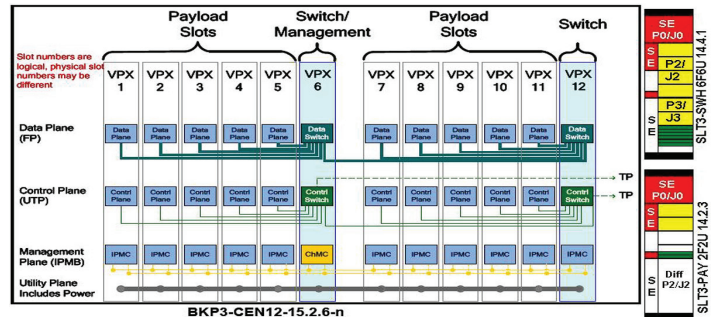 Payload
Slots
Switch/
Management
Payload
Slots
Switch
Slot numbers are
logical, physical slot
numbers may be
different
VPX
1
VPX
2
VPX
3
VPX
4
VPX
5
VPX
6
VPX
7
VPX
8
VPX
9
VPX
10
VPX
11
VPX
12
Data Plane
(FP)
Data
Plane
Data
Plane
Data
Plane
Data
Plane
Data
Plane
Data
Switch
Data
Plane
Data
Plane
Data
Plane
Data
Plane
Data
Plane
Data
Switch
TP
Control Plane
(UTP)
Contrl
Plane
Contrl
Plane
Contrl
Plane
Contrl
Plane
Contrl
Plane
Contrl
Switch
Contrl
Plane
Contrl
Plane
Contrl
Plane
Contrl
Plane
Contrl
Plane
Contrl
Switch
TP
Management
Plane (IPMB)
IPMC
IPMC
IPMC
IPMC
IPMC
ChMC
IPMC
IPMC
IPMC
IPMC
IPMC
IPMC
Utility Plane
Includes Power
BKP3-CEN12-15.2.6-n
SE
P0/J0
S
E
P2/
J2
P3/
J3
S
E
SLT3-SWH 6F6U 14.4.1
SE
P0/J0
S
E
S
E
Diff
P2/J2
SLT3-PAY 2F2U 14.2.3